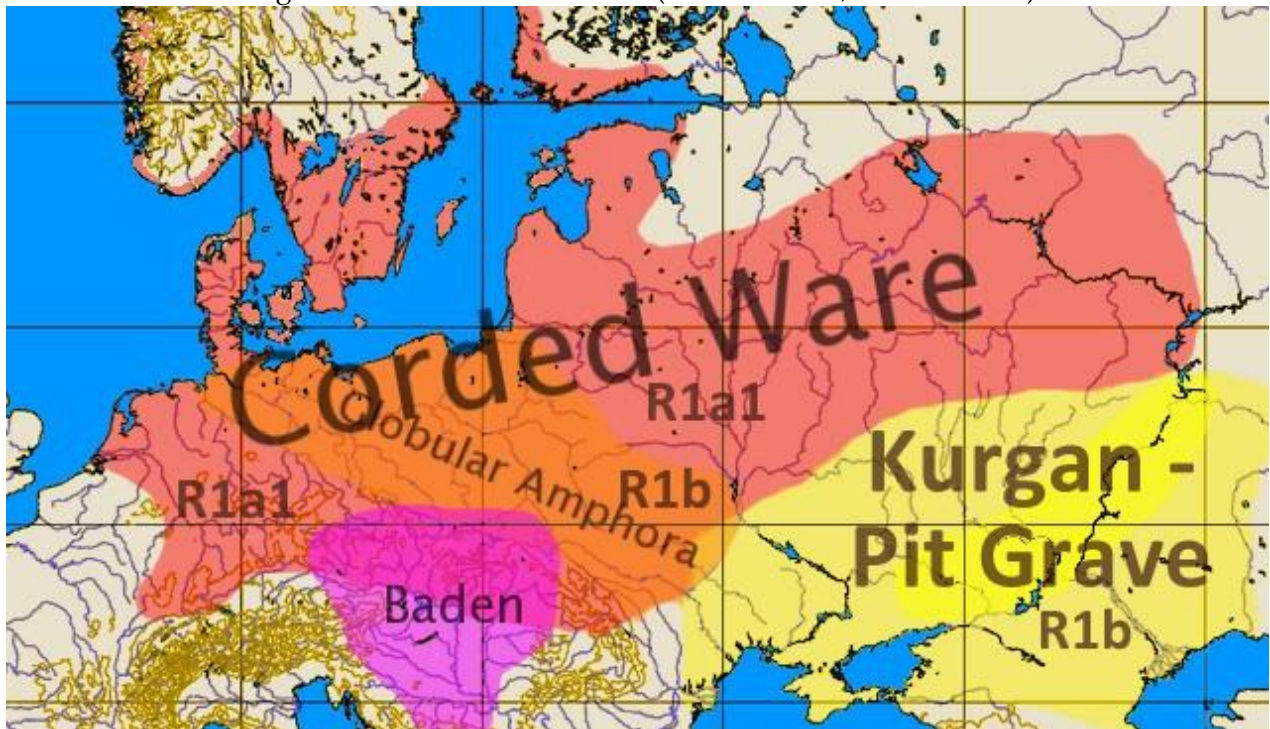 Corded Ware
R1a1
Globular Amphora
R1b
R1a1
Kurgan -
Pit Grave
R1b
Baden